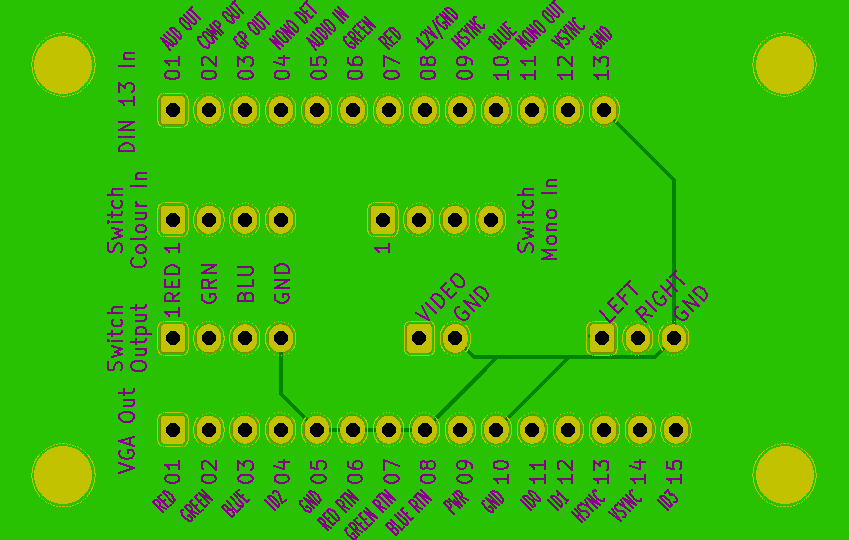 AUD OUT COMP OUT GP OUT MONO DET AUDIO IN GREEN RED 12V/GND HSYNC BLUE MONO OUT VSYNC GND
01 02 03 04 05 06 07 08 09 10 11 12 13
DIN 13 In
Switch
Colour In
1
1
Switch
Mono In
1RED GRN BLU GND
VIDEO GND
LEFT RIGHT GND
Switch
Output
VGA Out
01 02 03 04 05 06 07 08 09 10 11 12 13 14 15
RED GREEN BLUE ID2 GND RED RTN GREEN RTN BLUE RTN PWR GND ID0 ID1 HSYNC VSYNC ID3